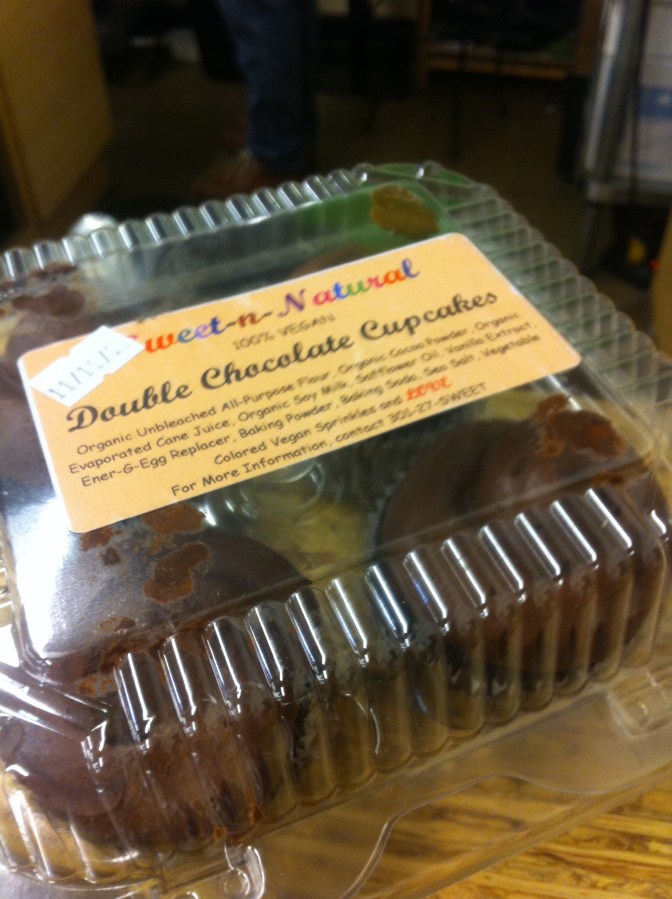 Sweet-n-Natural
100% VEGAN
Double Chocolate Cupcakes
Organic Unbleached All-Purpose Flour, Organic Cocoa Powder, Organic
Evaporated Cane Juice, Organic Soy Milk, Safflower Oil, Vanilla Extract,
Ener-G-Egg Replacer, Baking Powder, Baking Soda, Sea Salt, Vegetable
Colored Vegan Sprinkles and LOVE
For More Information, contact 301-27-SWEET